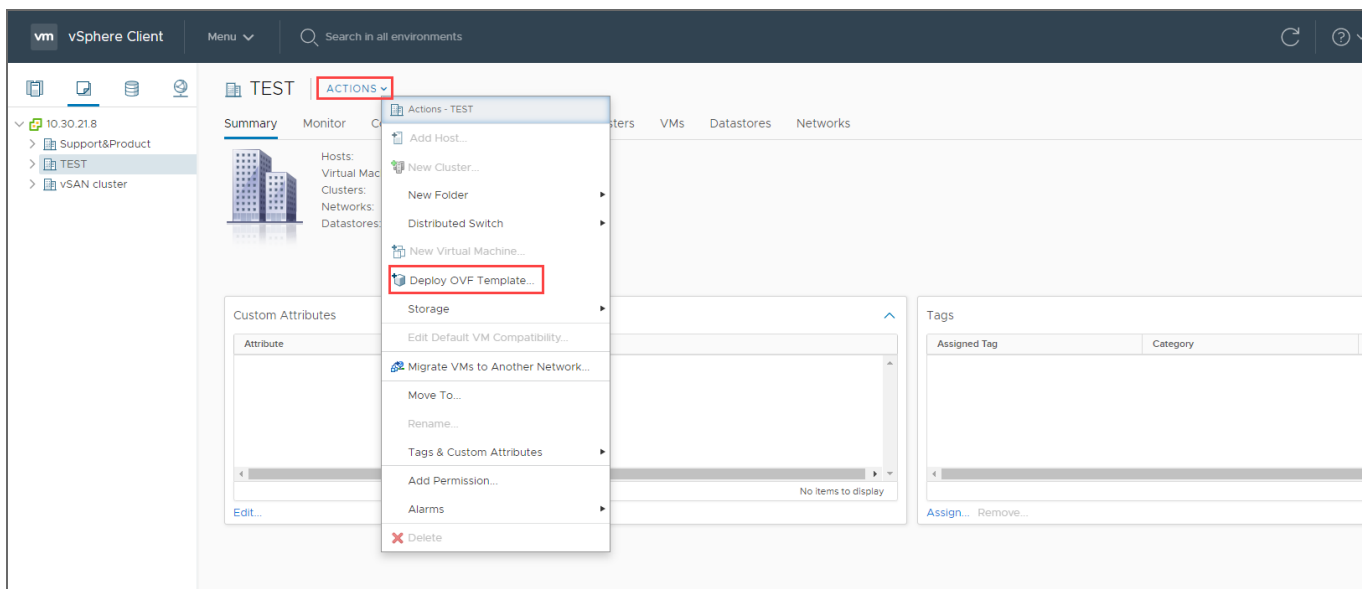 vm vSphere Client Menu Search in all environments
TEST ACTIONS
10.30.21.8
Support&Product
TEST
vSAN cluster
Summary Monitor VMs Datastores Networks
Hosts:
Clusters:
Networks:
Datastores:
Actions - TEST
Add Host...
New Cluster...
New Folder
Distributed Switch
New Virtual Machine...
Deploy OVF Template...
Storage
Edit Default VM Compatibility...
Migrate VMs to Another Network...
Move To...
Rename...
Tags & Custom Attributes
Add Permission...
Alarms
Delete
Custom Attributes
Attribute
No items to display
Edit...
Tags
Assigned Tag Category
Assign... Remove...